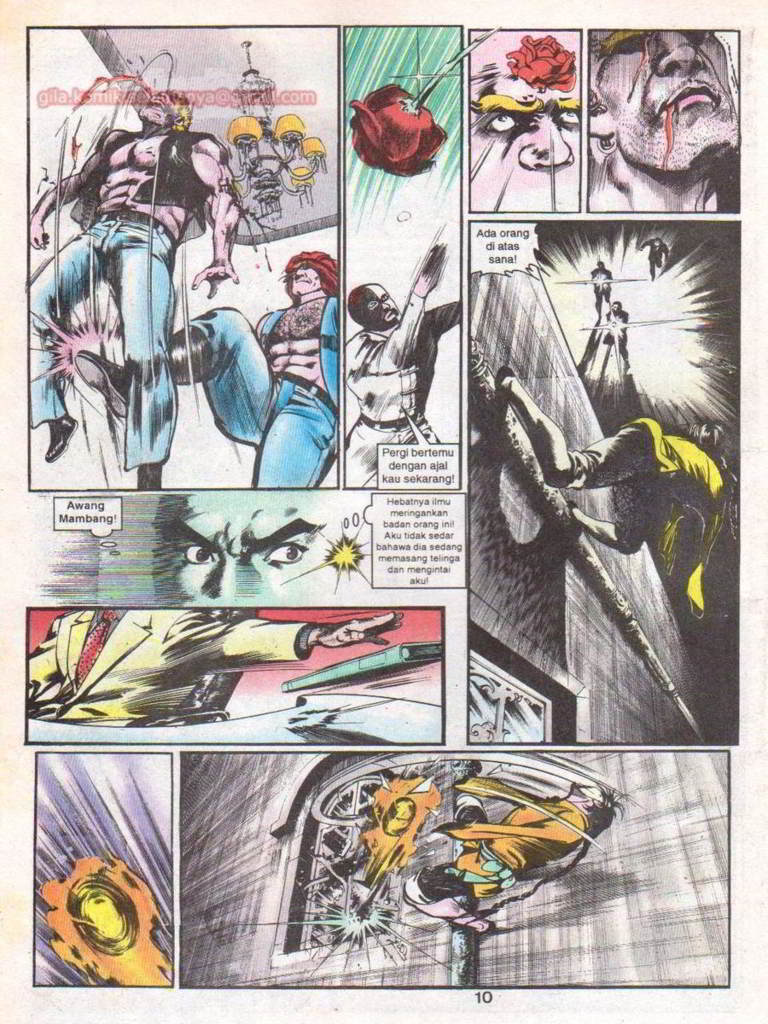 Ada orang
di atas
sana!
Pergi bertemu
dengan ajal
kau sekarang!
Awang
Mambang!
Hebatnya ilmu
meringankan
badan orang ini!
Aku tidak sedar
bahawa dia sedang
memasang telinga
dan mengintai
aku!
10